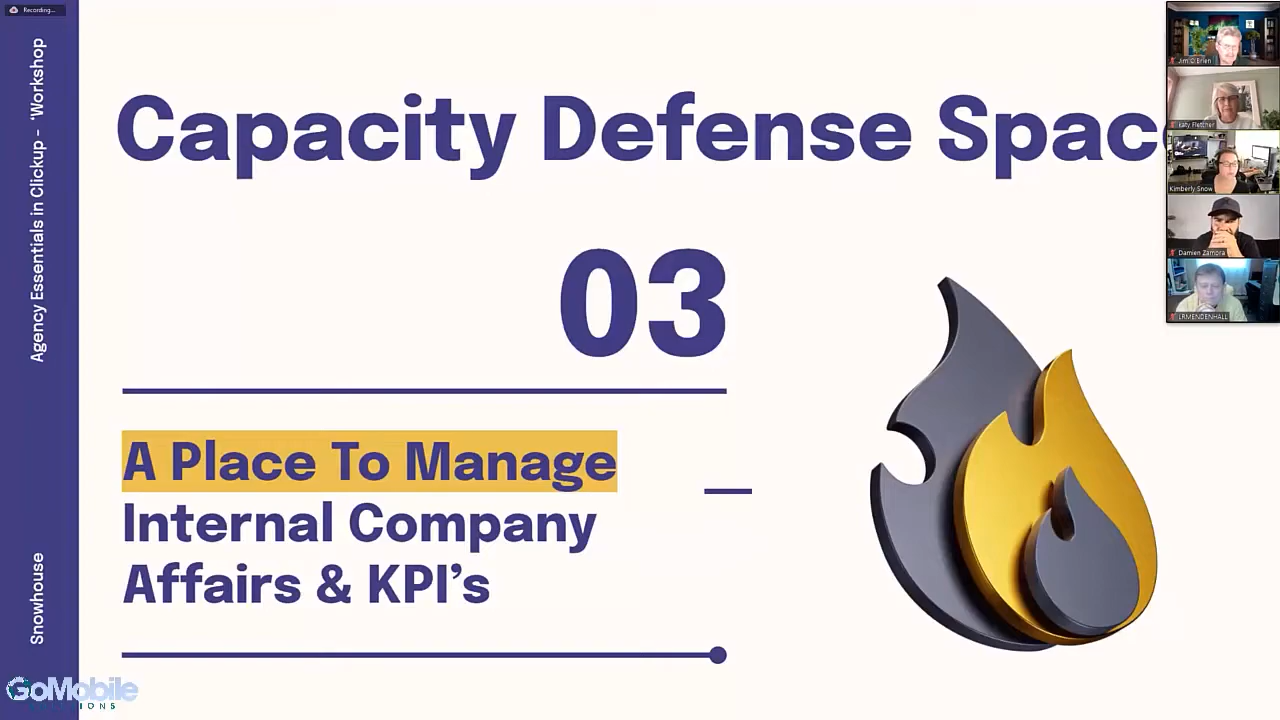 Recording...
Agency Essentials in Clickup - 'Workshop
Snowhouse
Capacity Defense Spac
03
A Place To Manage
Internal Company
Affairs & KPI’s
GoMobile
Jim O'Brien
Katy Flettner
Kimberly Snow
Damien Zamora
LRMENDENHALL